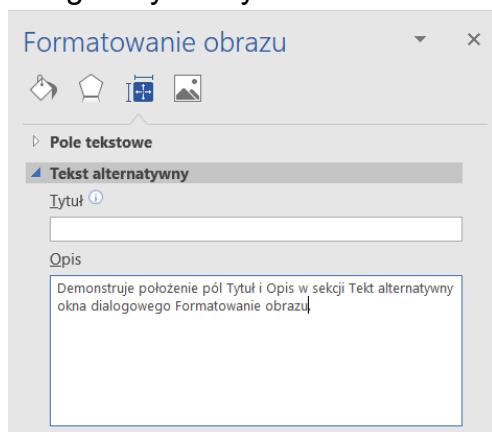 Formatowanie obrazu
Pole tekstowe
Tekst alternatywny
Tytuł
Opis
Demonstruje położenie pól Tytuł i Opis w sekcji Tekt alternatywny
okna dialogowego Formatowanie obrazu.